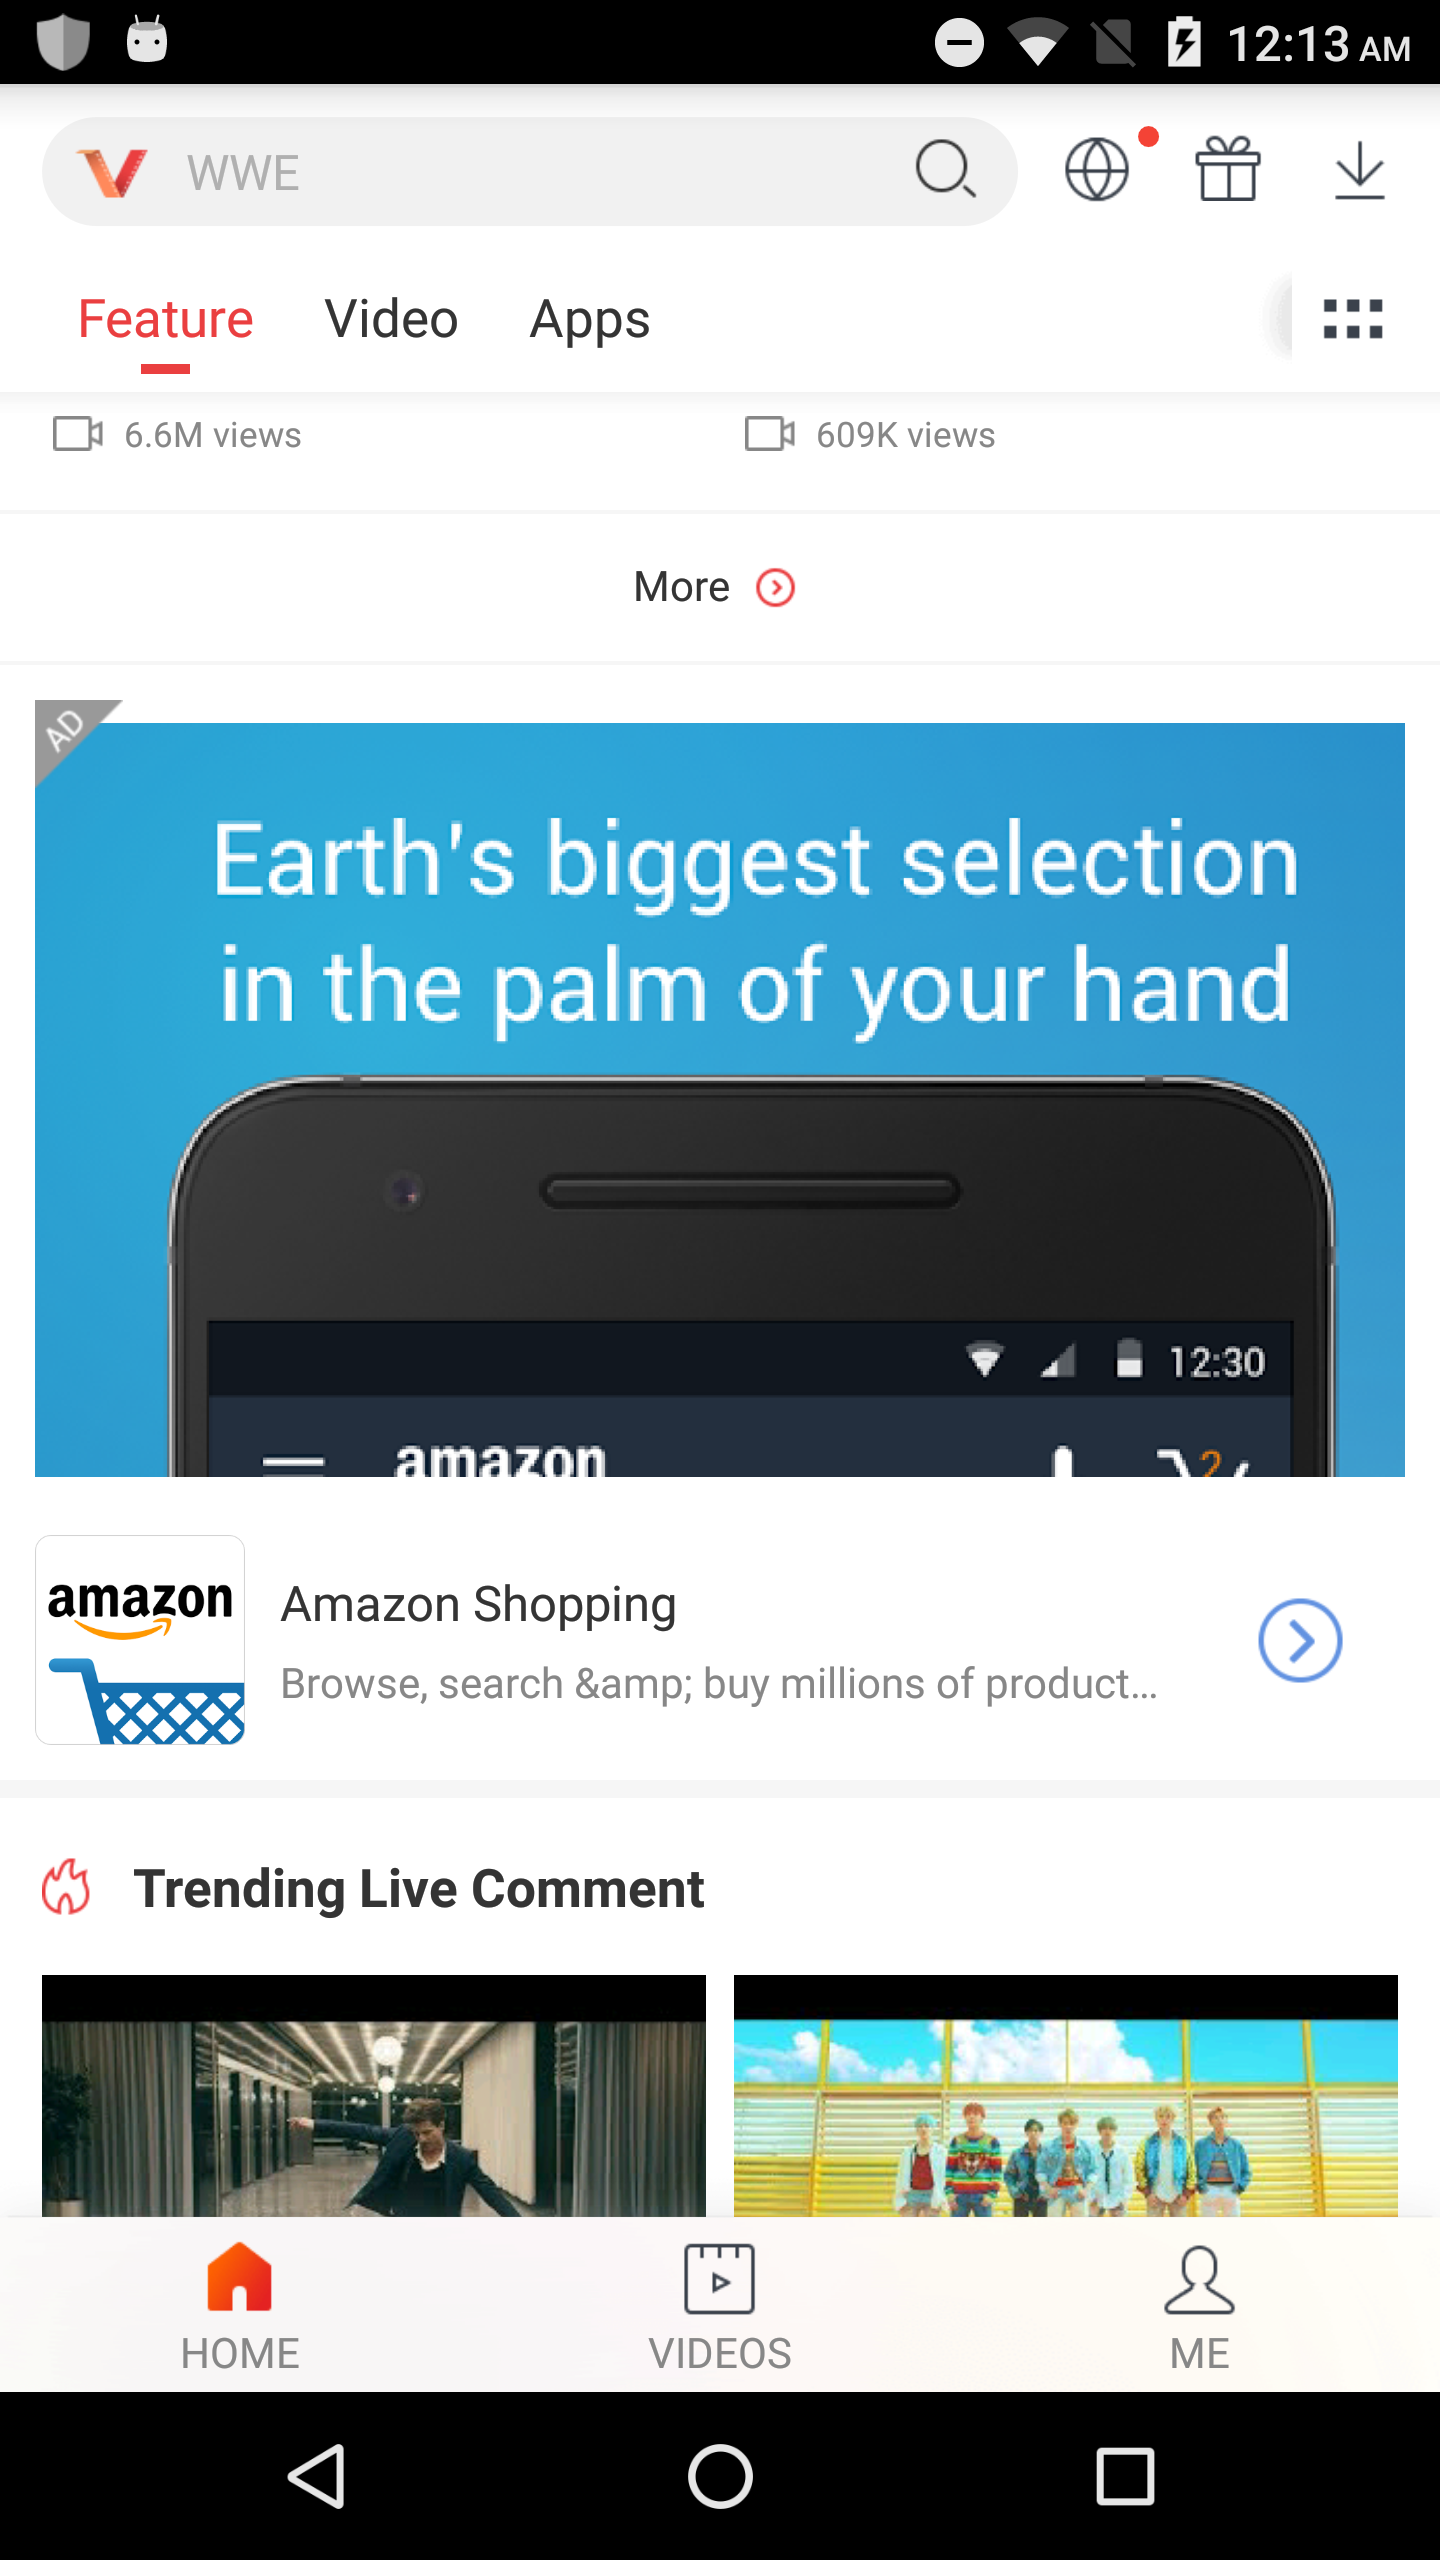 12:13 AM
WWE
Feature Video Apps
6.6M views 609K views
More
AD
Earth's biggest selection
in the palm of your hand
12:30
amazon 2
amazon
Amazon Shopping
Browse, search &amp; buy millions of product...
Trending Live Comment
HOME VIDEOS ME